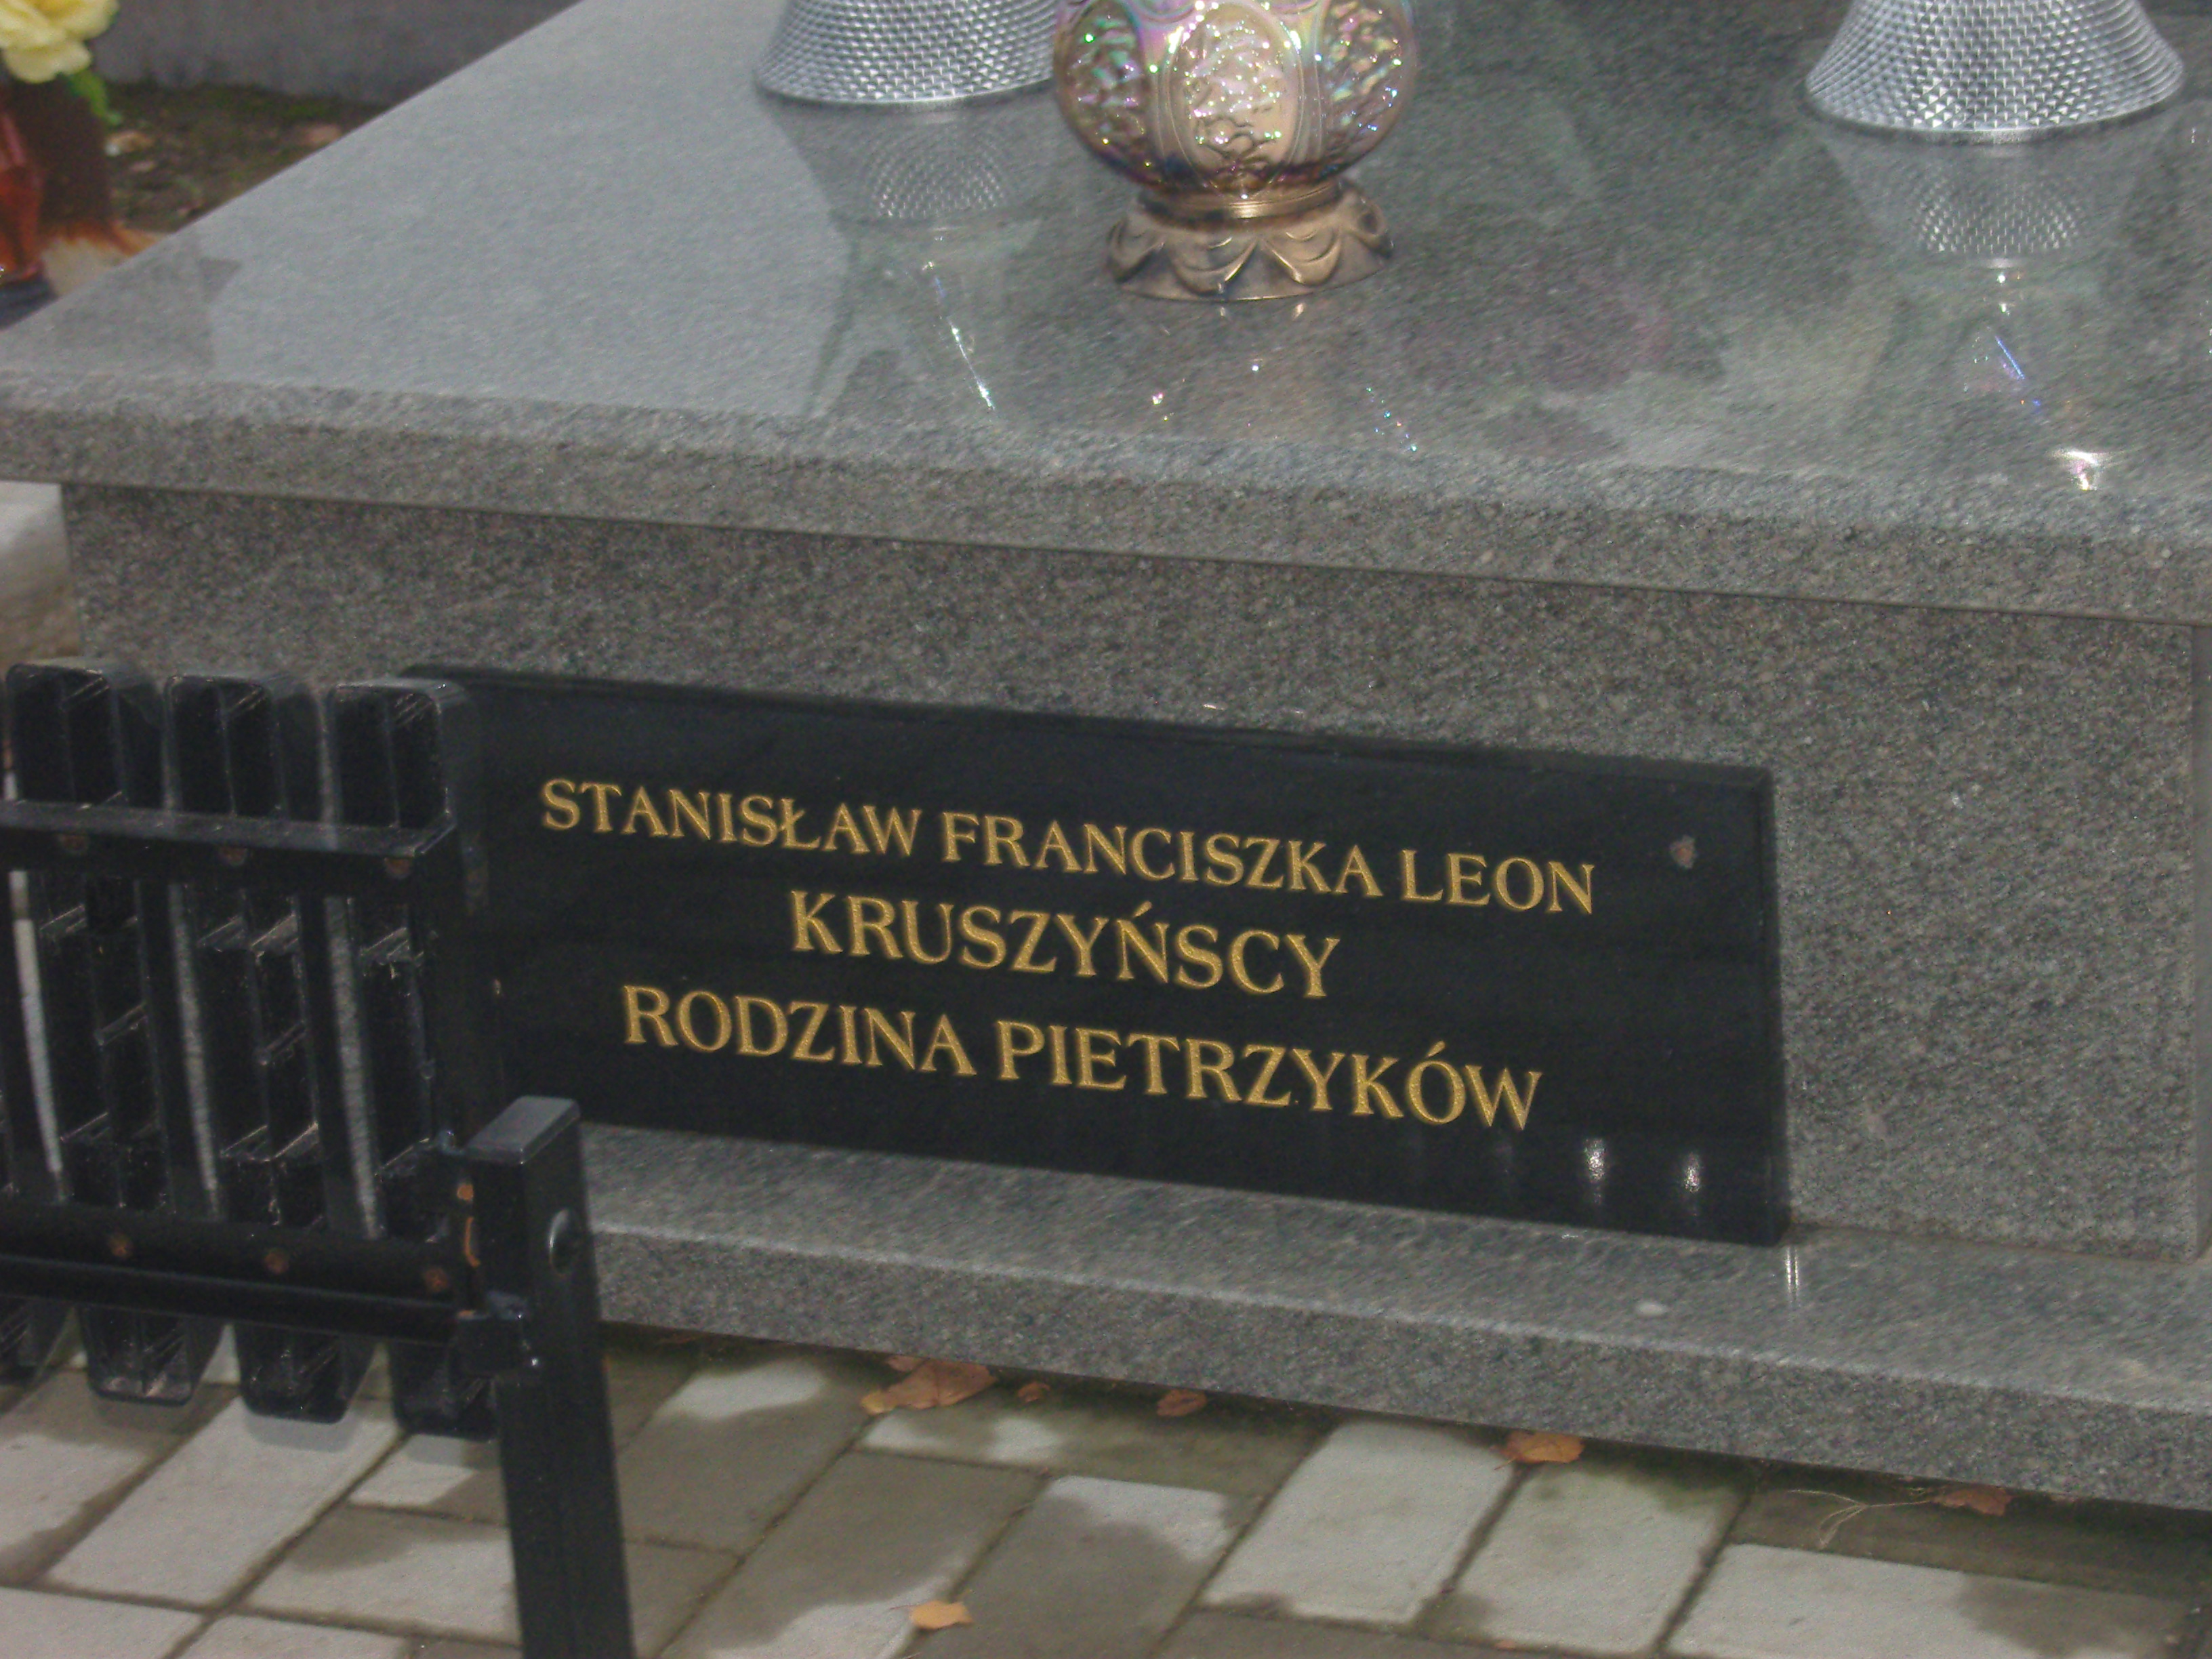 STANISŁAW FRANCISZKA LEON
KRUSZYŃSCY
RODZINA PIETRZYKÓW